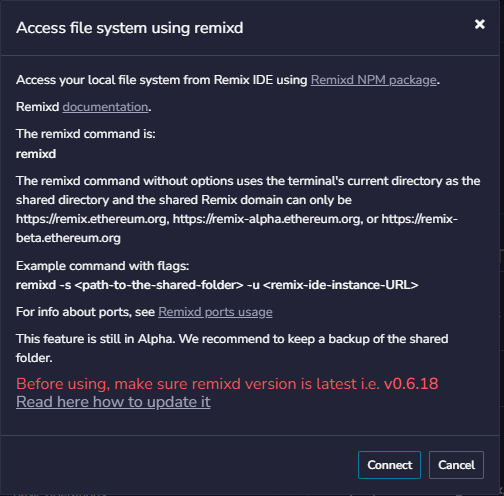 Access file system using remixd
Access your local file system from Remix IDE using Remixd NPM package.
Remixd documentation.
The remixd command is:
remixd
The remixd command without options uses the terminal's current directory as the
shared directory and the shared Remix domain can only be
https://remix.ethereum.org, https://remix-alpha.ethereum.org, or https://remix-
beta.ethereum.org
Example command with flags:
remixd -s <path-to-the-shared-folder> -u <remix-ide-instance-URL>
For info about ports, see Remixd ports usage
This feature is still in Alpha. We recommend to keep a backup of the shared
folder.
Before using, make sure remixd version is latest i.e. v0.6.18
Read here how to update it
Connect Cancel